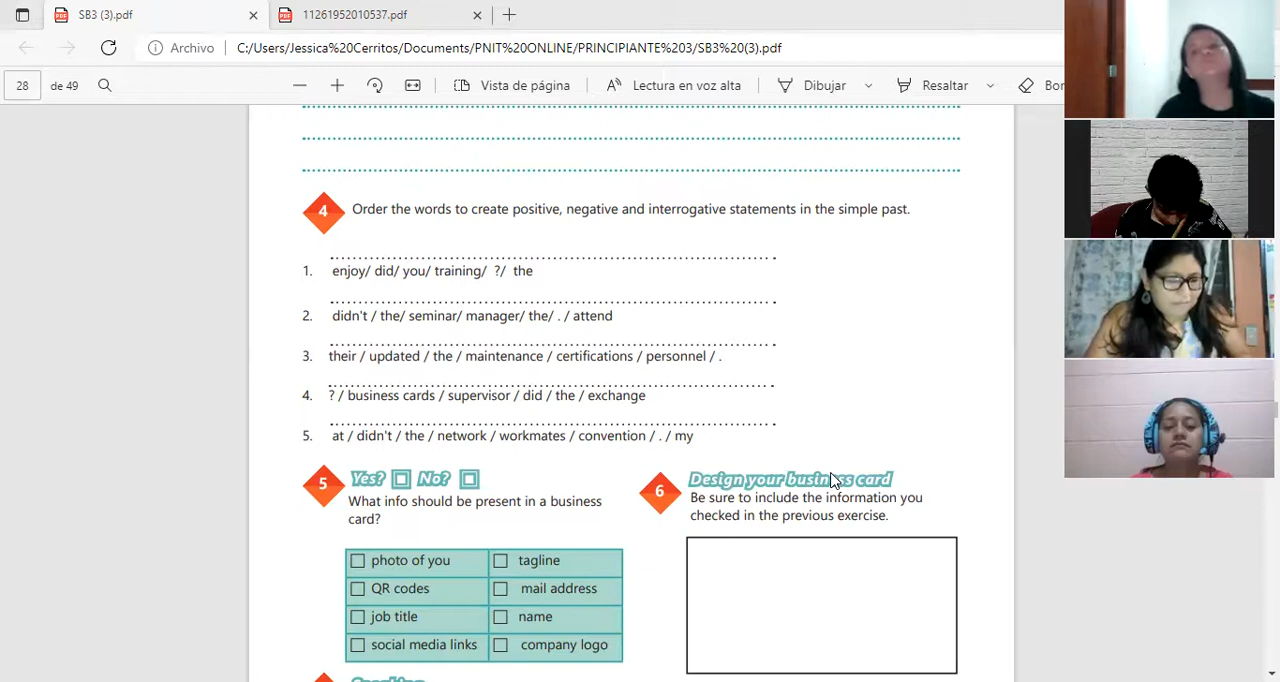 SB3 (3).pdf
11261952010537.pdf
Archivo
C:/Users/Jessica%20Cerritos/Documents/PNIT%20ONLINE/PRINCIPIANTE%203/SB3%20(3).pdf
28 de 49
Vista de página
Lectura en voz alta
Dibujar
Resaltar
4 Order the words to create positive, negative and interrogative statements in the simple past.
1. enjoy/ did/ you/ training/ ?/ the
2. didn't / the/ seminar/ manager/ the/ . / attend
3. their / updated / the / maintenance / certifications / personnel / .
4. ? / business cards / supervisor / did / the / exchange
5. at / didn't / the / network / workmates / convention / . / my
5 Yes? No?
What info should be present in a business
card?
photo of you tagline
QR codes mail address
job title name
social media links company logo
6 Design your business card
Be sure to include the information you
checked in the previous exercise.